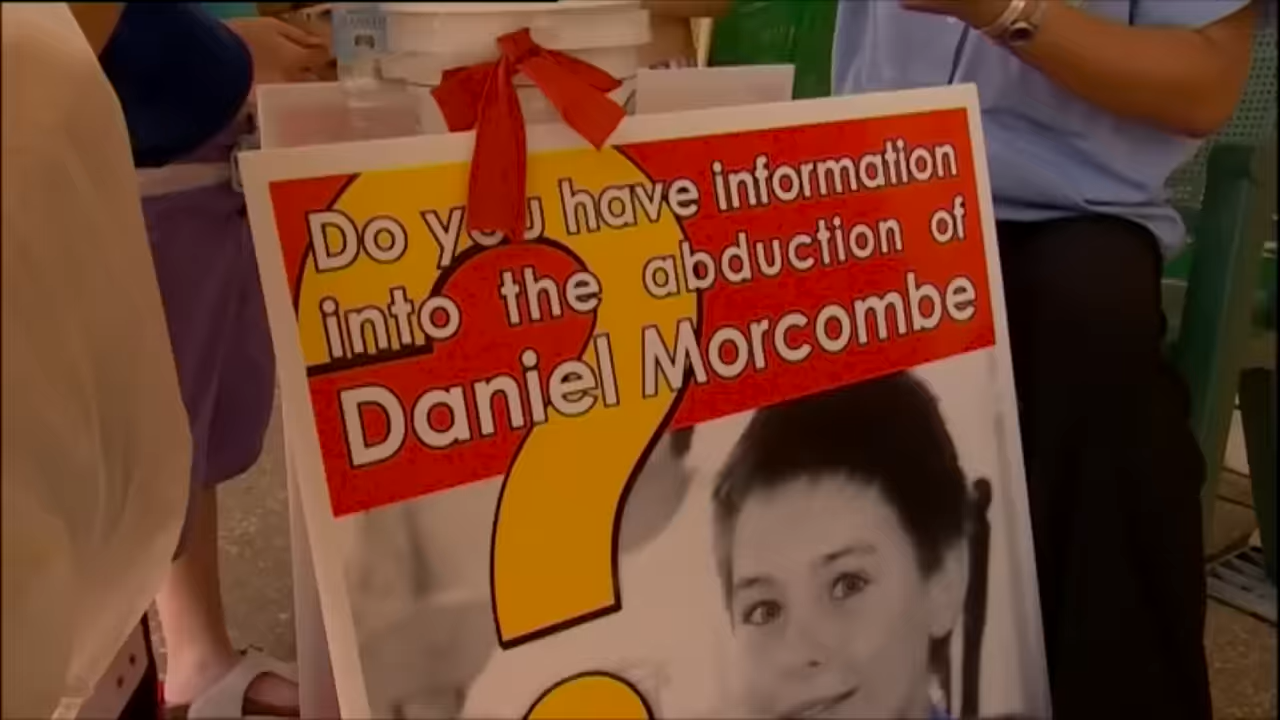 Do you have information
into the abduction of
Daniel Morcombe